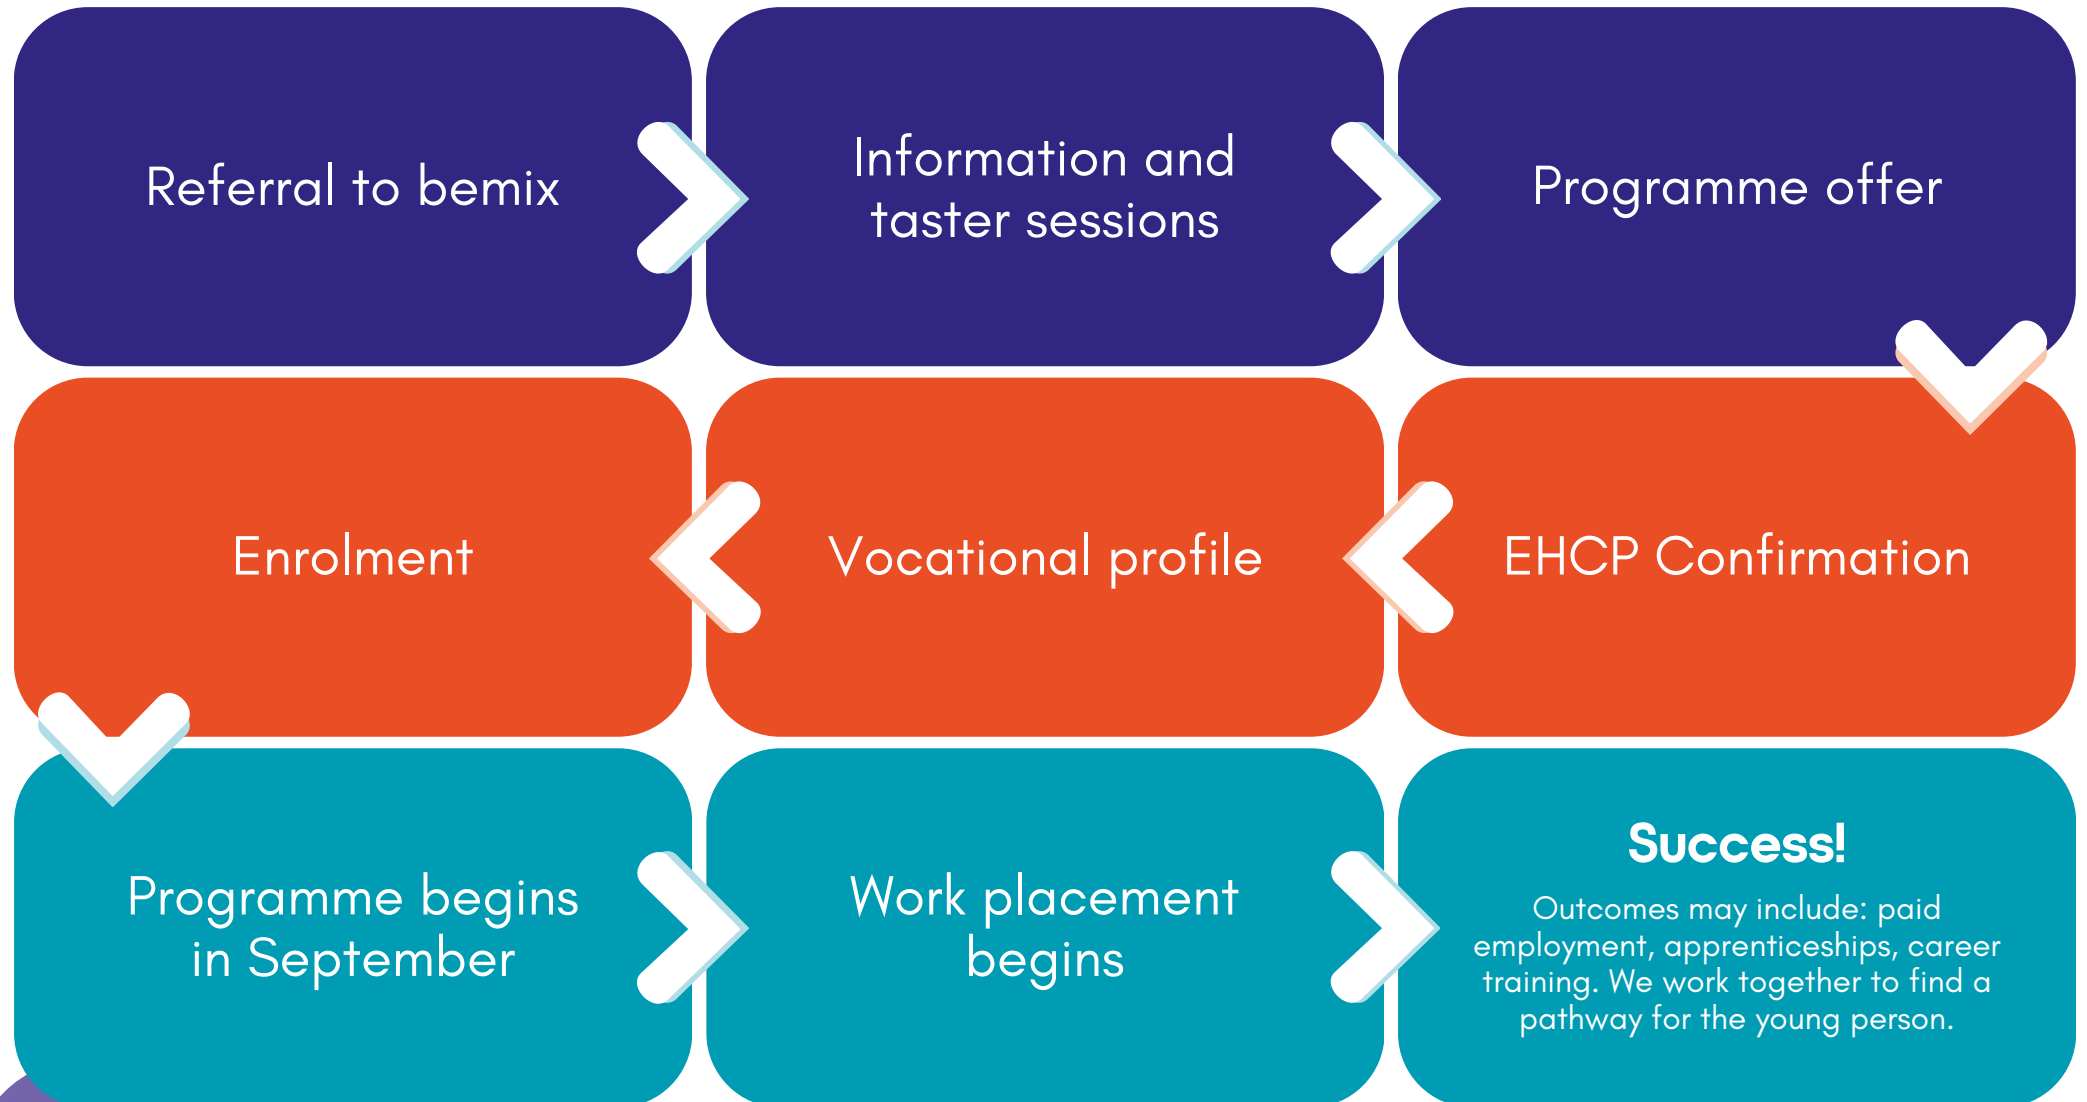 Referral to bemix
Information and
taster sessions
Programme offer
EHCP Confirmation
Vocational profile
Enrolment
Programme begins
in September
Work placement
begins
Success!
Outcomes may include: paid
employment, apprenticeships, career
training. We work together to find a
pathway for the young person.